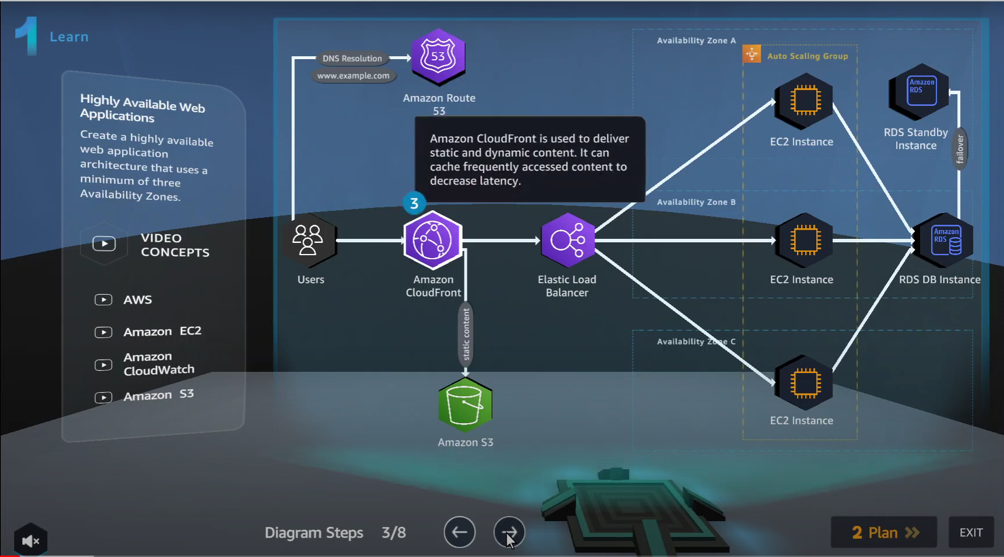 1 Learn
Highly Available Web
Applications
Create a highly available
web application
architecture that uses a
minimum of three
Availability Zones.
VIDEO
CONCEPTS
AWS
Amazon EC2
Amazon
CloudWatch
Amazon S3
DNS Resolution
www.example.com
53
Amazon Route
53
Amazon CloudFront is used to deliver
static and dynamic content. It can
cache frequently accessed content to
decrease latency.
3
Users
Amazon
CloudFront
static content
Amazon S3
Elastic Load
Balancer
Availability Zone A
Auto Scaling Group
EC2 Instance
Amazon
RDS
RDS Standby
Instance
failover
Availability Zone B
EC2 Instance
Amazon
RDS
RDS DB Instance
Availability Zone C
EC2 Instance
Diagram Steps 3/8
2 Plan
EXIT